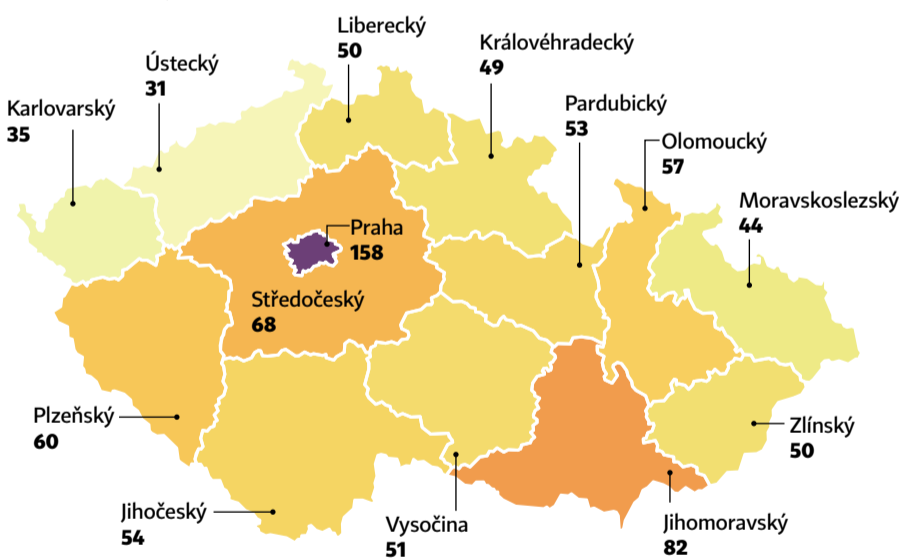 Liberecký
50
Královéhradecký
49
Ústecký
31
Karlovarský
35
Pardubický
53
Olomoucký
57
Moravskoslezský
44
Praha
158
Středočeský
68
Plzeňský
60
Zlínský
50
Jihočeský
54
Vysočina
51
Jihomoravský
82